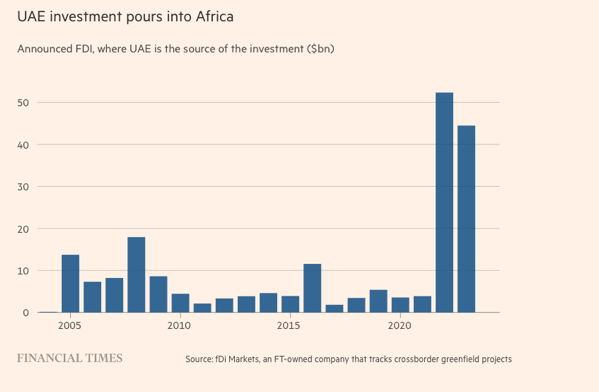 UAE investment pours into Africa
Announced FDI, where UAE is the source of the investment ($bn)
50
40
30
20
10
0
2005 2010 2015 2020
FINANCIAL TIMES Source: fDi Markets, an FT-owned company that tracks crossborder greenfield projects